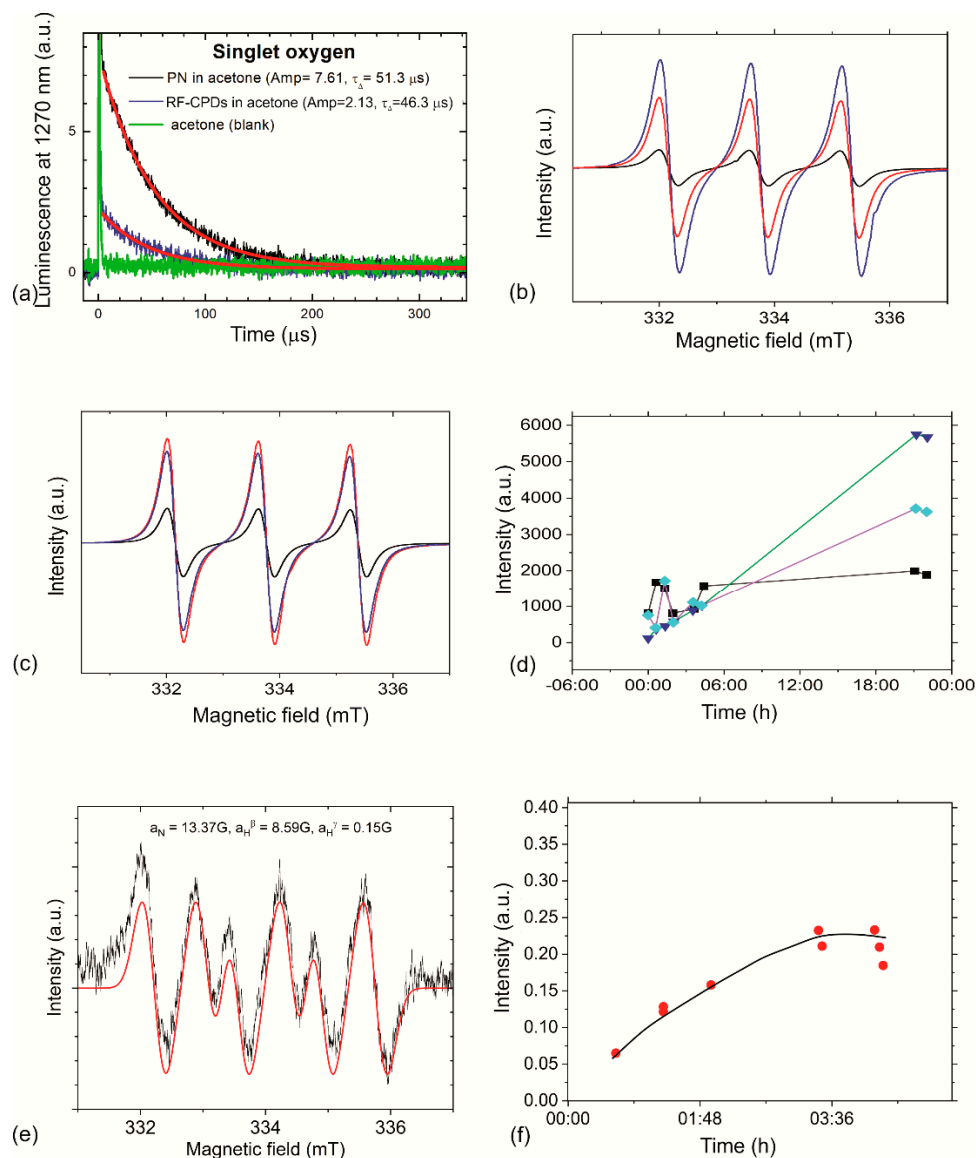 Singlet oxygen
PN in acetone (Amp= 7.61, τΔ = 51.3 μs)
RF-CPDs in acetone (Amp=2.13, τΔ=46.3 μs)
acetone (blank)
Luminescence at 1270 nm (a.u.)
5
0
0 100 200 300
Time (μs)
(a)
Intensity (a.u.)
332 334 336
Magnetic field (mT)
(b)
Intensity (a.u.)
332 334 336
Magnetic field (mT)
(c)
Intensity (a.u.)
6000
5000
4000
3000
2000
1000
0
-06:00 00:00 06:00 12:00 18:00 00:00
Time (h)
(d)
aN = 13.37G, aHβ = 8.59G, aHγ = 0.15G
Intensity (a.u.)
332 334 336
Magnetic field (mT)
(e)
Intensity (a.u.)
0.40
0.35
0.30
0.25
0.20
0.15
0.10
0.05
0.00
00:00 01:48 03:36
Time (h)
(f)